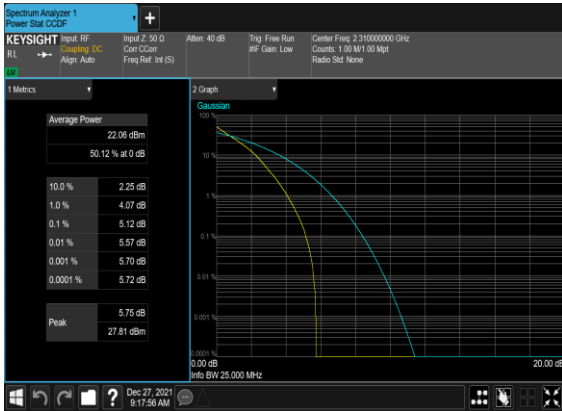 Spectrum Analyzer 1
Power Stat CCDF
+
KEYSIGHT
RL
Input: RF
Coupling: DC
Align: Auto
Input Z: 50 Ω
Corr CCorr
Freq Ref: Int (S)
Atten: 40 dB
Trig: Free Run
#IF Gain: Low
Center Freq: 2.310000000 GHz
Counts: 1.00 M/1.00 Mpt
Radio Std: None
1 Metrics
Average Power
22.06 dBm
50.12 % at 0 dB
10.0 % 2.25 dB
1.0 % 4.07 dB
0.1 % 5.12 dB
0.01 % 5.57 dB
0.001 % 5.70 dB
0.0001 % 5.72 dB
Peak
5.75 dB
27.81 dBm
2 Graph
Gaussian
100 %
10 %
1 %
0.1 %
0.01 %
0.001 %
0.0001 %
0.00 dB
20.00 dB
Info BW 25.000 MHz
?
Dec 27, 2021
9:17:56 AM